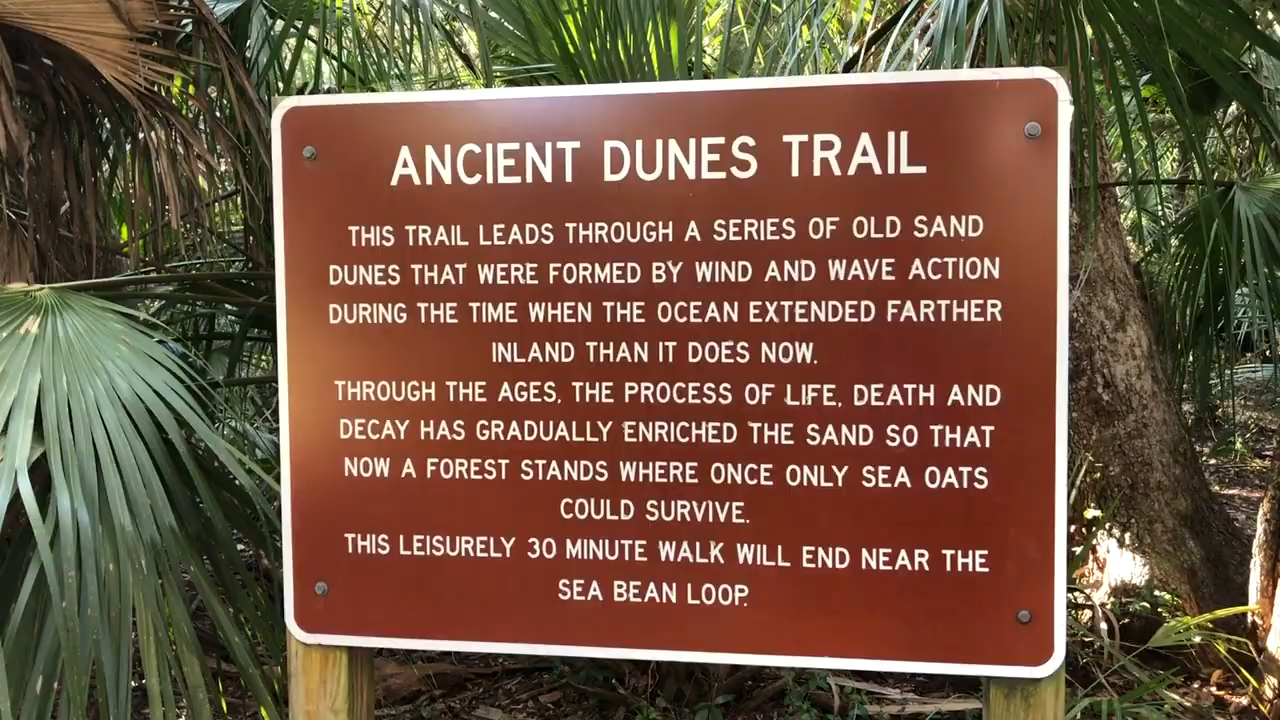 ANCIENT DUNES TRAIL
THIS TRAIL LEADS THROUGH A SERIES OF OLD SAND
DUNES THAT WERE FORMED BY WIND AND WAVE ACTION
DURING THE TIME WHEN THE OCEAN EXTENDED FARTHER
INLAND THAN IT DOES NOW.
THROUGH THE AGES, THE PROCESS OF LIFE, DEATH AND
DECAY HAS GRADUALLY ENRICHED THE SAND SO THAT
NOW A FOREST STANDS WHERE ONCE ONLY SEA OATS
COULD SURVIVE.
THIS LEISURELY 30 MINUTE WALK WILL END NEAR THE
SEA BEAN LOOP.